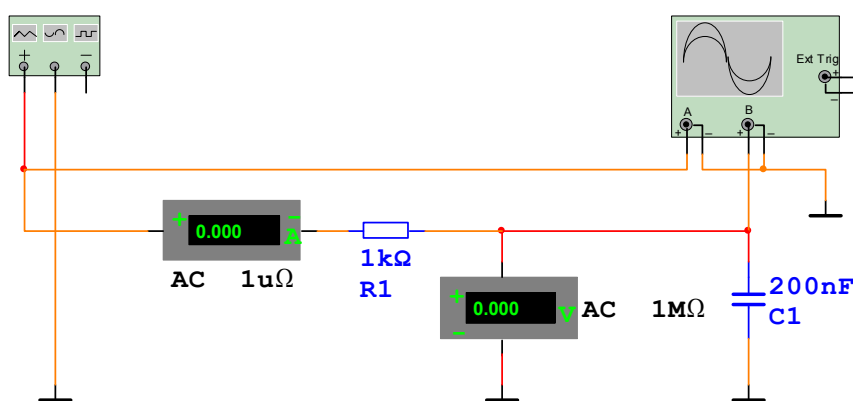 + −
Ext Trig
+
−
A B
+ − + −
+ 0.000 − A
AC 1uΩ
1kΩ
R1
+ 0.000 V
−
AC 1MΩ
200nF
C1